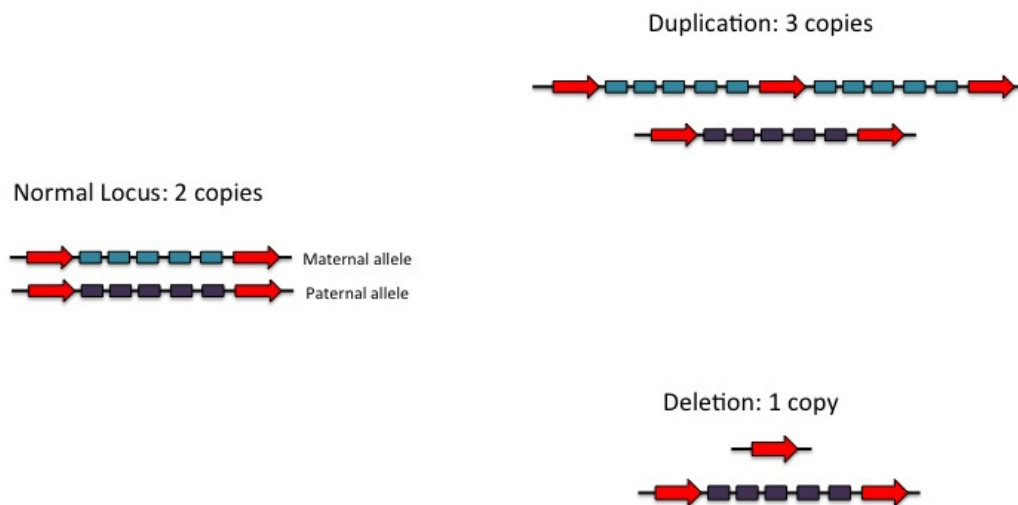 Duplication: 3 copies
Normal Locus: 2 copies
Maternal allele
Paternal allele
Deletion: 1 copy